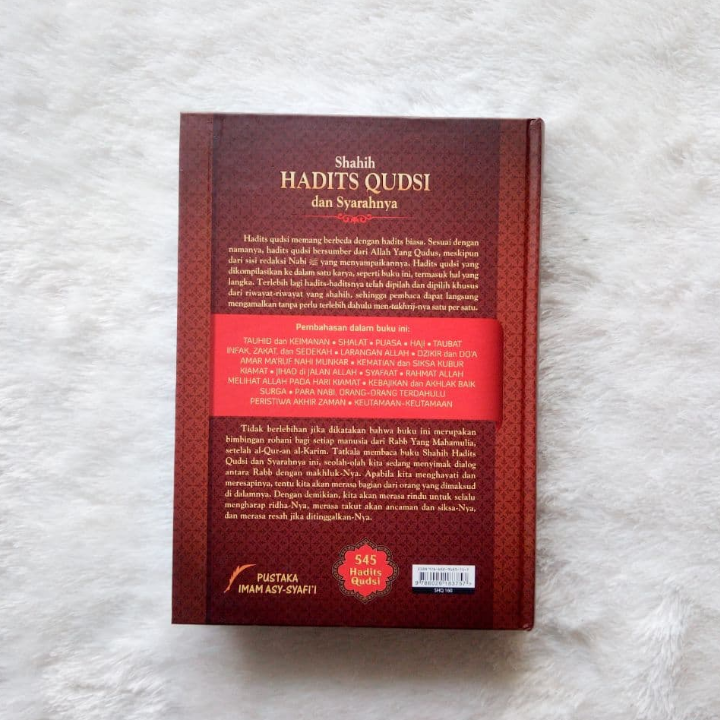 Shahih
HADITS QUDSI
dan Syarahnya
Hadits qudsi memang berbeda dengan hadits biasa. Sesuai dengan
namanya, hadits qudsi bersumber dari Allah Yang Qudus, meskipun
dari sisi redaksi Nabi ﷺ yang menyampaikannya. Hadits qudsi yang
dikompilasikan ke dalam satu karya, seperti buku ini, termasuk hal yang
langka. Terlebih lagi hadits-haditsnya telah dipilah dan dipilih khusus
dari riwayat-riwayat yang shahih, sehingga pembaca dapat langsung
mengamalkan tanpa perlu terlebih dahulu men-takhrij-nya satu per satu.
Pembahasan dalam buku ini:
TAUHID dan KEIMANAN • SHALAT • PUASA • HAJI • TAUBAT
INFAK, ZAKAT, dan SEDEKAH • LARANGAN ALLAH • DZIKIR dan DO'A
AMAR MA'RUF NAHI MUNKAR • KEMATIAN dan SIKSA KUBUR
KIAMAT • JIHAD di JALAN ALLAH • SYAFAAT • RAHMAT ALLAH
MELIHAT ALLAH PADA HARI KIAMAT • KEBAJIKAN dan AKHLAK BAIK
SURGA • PARA NABI, ORANG-ORANG TERDAHULU
PERISTIWA AKHIR ZAMAN • KEUTAMAAN-KEUTAMAAN
Tidak berlebihan jika dikatakan bahwa buku ini merupakan
bimbingan rohani bagi setiap manusia dari Rabb Yang Mahamulia,
setelah al-Qur-an al-Karim. Tatkala membaca buku Shahih Hadits
Qudsi dan Syarahnya ini, seolah-ulah kita sedang menyimak dialog
antara Rabb dengan makhluk-Nya. Apabila kita menghayati dan
meresapinya, tentu kita akan merasa bagian dari orang yang dimaksud
di dalamnya. Dengan demikian, kita akan merasa rindu untuk selalu
mengharap ridha-Nya, merasa takut akan ancaman dan siksa-Nya,
dan merasa resah jika ditinggalkan-Nya.
PUSTAKA
IMAM ASY-SYAFI'I
545
Hadits
Qudsi
SHQ 168